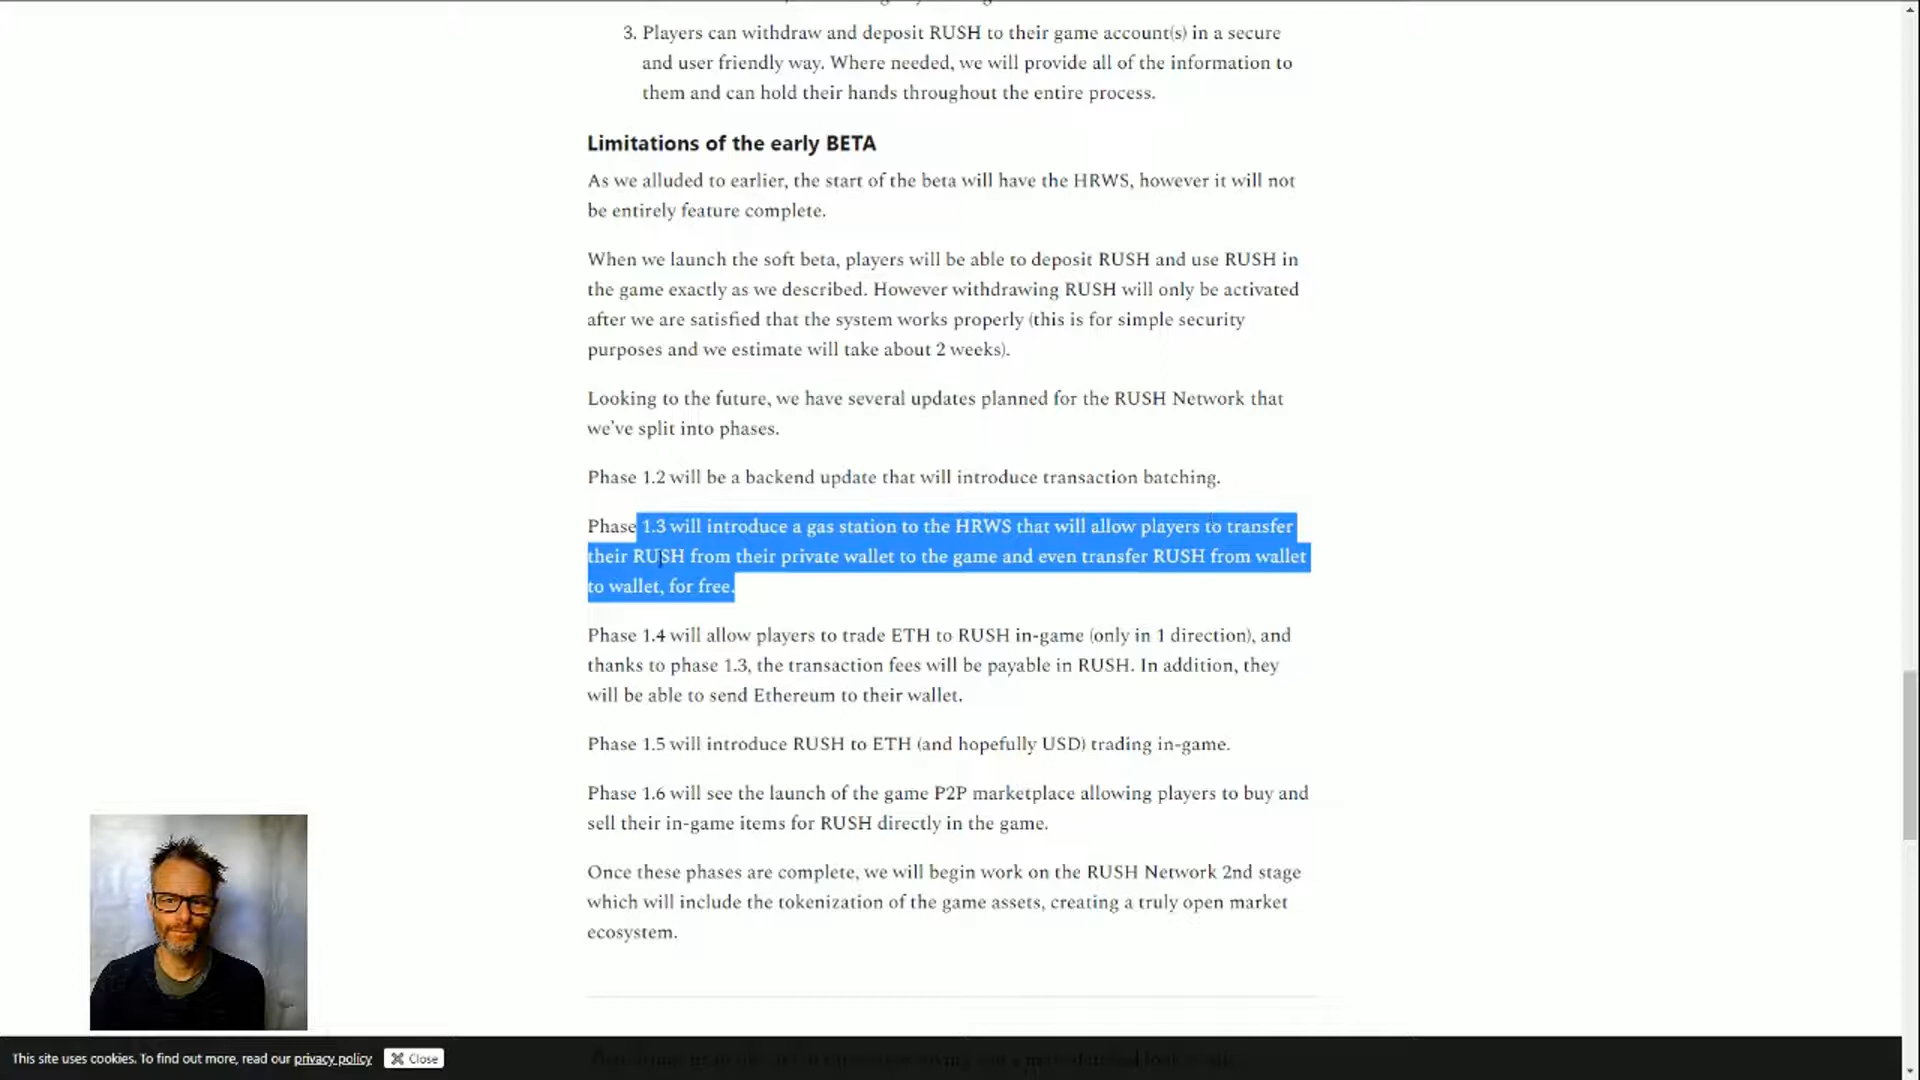 3. Players can withdraw and deposit RUSH to their game account(s) in a secure
and user friendly way. Where needed, we will provide all of the information to
them and can hold their hands throughout the entire process.
Limitations of the early BETA
As we alluded to earlier, the start of the beta will have the HRWS, however it will not
be entirely feature complete.
When we launch the soft beta, players will be able to deposit RUSH and use RUSH in
the game exactly as we described. However withdrawing RUSH will only be activated
after we are satisfied that the system works properly (this is for simple security
purposes and we estimate will take about 2 weeks).
Looking to the future, we have several updates planned for the RUSH Network that
we've split into phases.
Phase 1.2 will be a backend update that will introduce transaction batching.
Phase 1.3 will introduce a gas station to the HRWS that will allow players to transfer
their RUSH from their private wallet to the game and even transfer RUSH from wallet
to wallet, for free.
Phase 1.4 will allow players to trade ETH to RUSH in-game (only in 1 direction), and
thanks to phase 1.3, the transaction fees will be payable in RUSH. In addition, they
will be able to send Ethereum to their wallet.
Phase 1.5 will introduce RUSH to ETH (and hopefully USD) trading in-game.
Phase 1.6 will see the launch of the game P2P marketplace allowing players to buy and
sell their in-game items for RUSH directly in the game.
Once these phases are complete, we will begin work on the RUSH Network 2nd stage
which will include the tokenization of the game assets, creating a truly open market
ecosystem.
This site uses cookies. To find out more, read our privacy policy Close